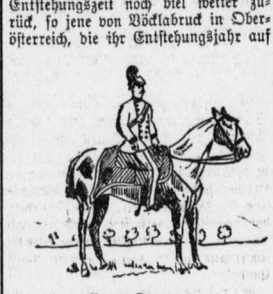 Entstehungszeit noch viel weiter zu-
rück, so jene von Vöcklabruck in Ober-
österreich, die ihr Entstehungsjahr auf